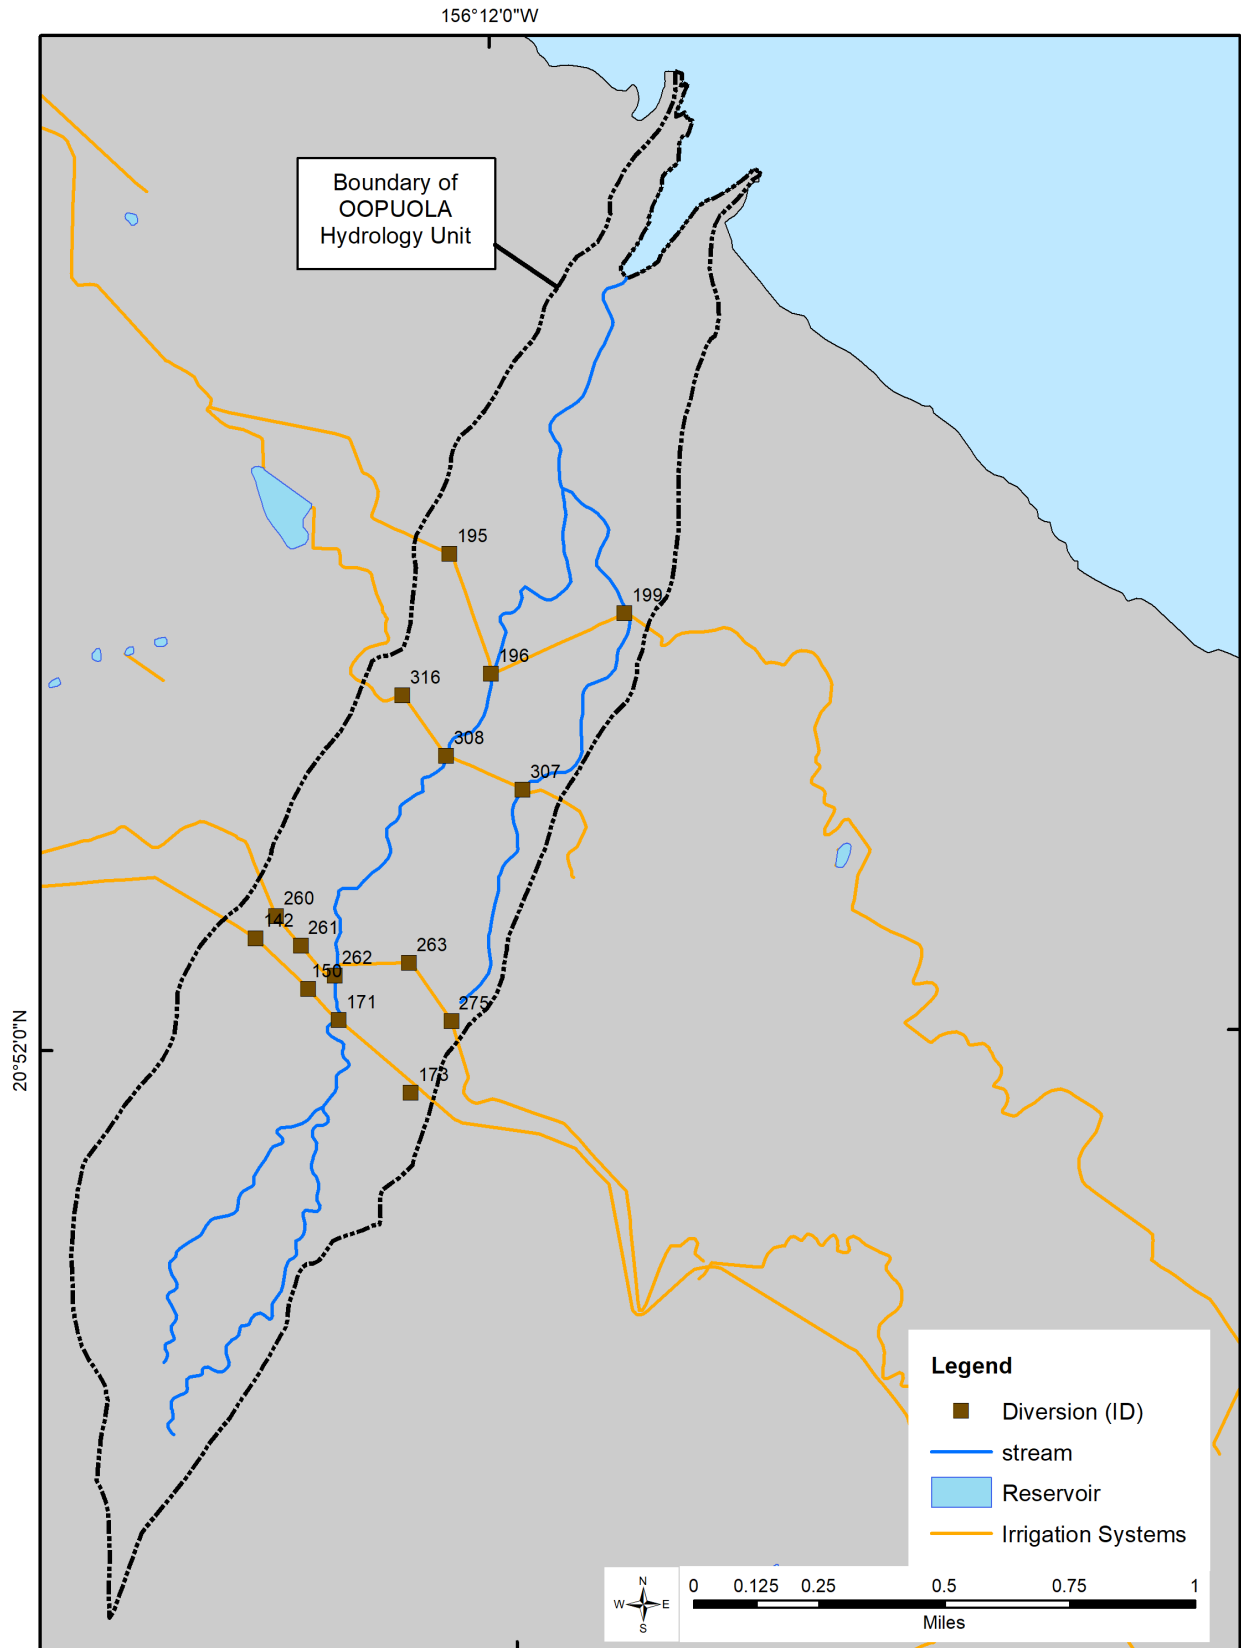 156°12'0"W
Boundary of
OOPUOLA
Hydrology Unit
195
199
196
316
308
307
260
142
261
263
262
150
275
171
173
20°52'0"N
Legend
Diversion (ID)
stream
Reservoir
Irrigation Systems
N
W E
S
0 0.125 0.25 0.5 0.75 1
Miles